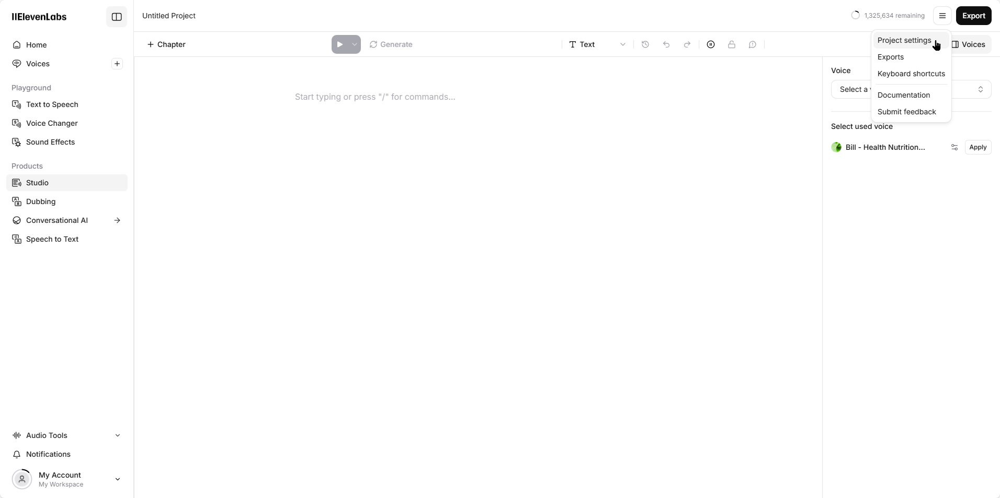 IIElevenLabs
Home
Voices
Playground
Text to Speech
Voice Changer
Sound Effects
Products
Studio
Dubbing
Conversational AI
Speech to Text
Audio Tools
Notifications
My Account
My Workspace
Untitled Project
1,325,634 remaining
Export
Chapter
Generate
Text
Voices
Project settings
Exports
Keyboard shortcuts
Documentation
Submit feedback
Start typing or press "/" for commands...
Voice
Select a
Select used voice
Bill - Health Nutrition...
Apply